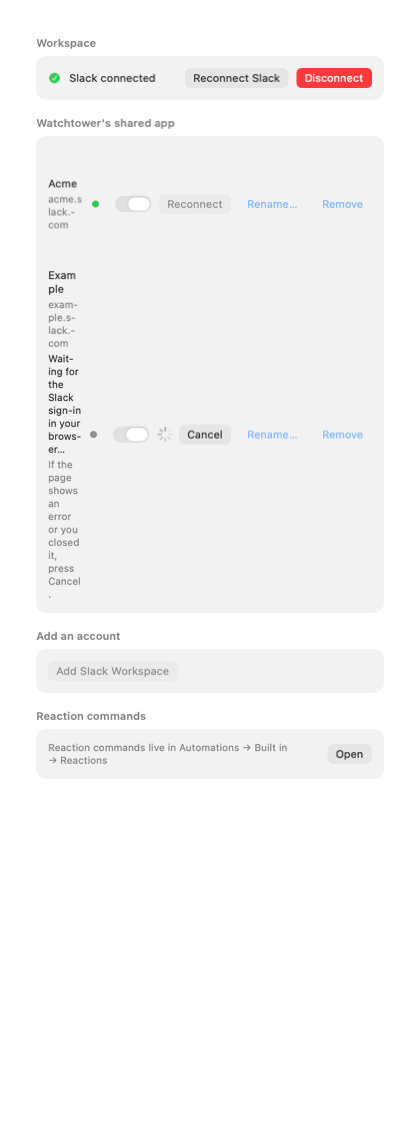 Workspace
Slack connected
Reconnect Slack
Disconnect
Watchtower's shared app
Acme
acme.s
lack.-
com
Reconnect
Rename...
Remove
Exam
ple
exam-
ple.s-
lack.-
com
Wait-
ing for
the
Slack
sign-in
in your
brows-
er...
If the
page
shows
an
error
or you
closed
it,
press
Cancel
.
Cancel
Rename...
Remove
Add an account
Add Slack Workspace
Reaction commands
Reaction commands live in Automations → Built in
→ Reactions
Open